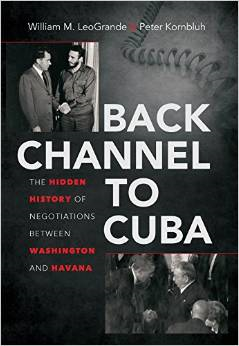 William M. LeoGrande Peter Kornbluh
BACK
CHANNEL
TO
CUBA
THE HIDDEN
HISTORY OF
NEGOTIATIONS
BETWEEN
WASHINGTON
AND HAVANA